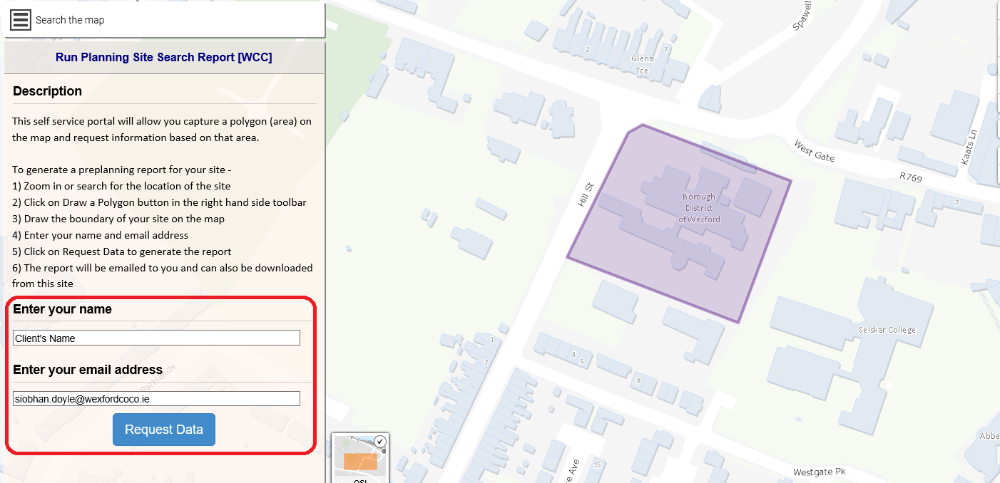 Search the map
Run Planning Site Search Report [WCC]
Description
This self service portal will allow you capture a polygon (area) on
the map and request information based on that area.
To generate a preplanning report for your site -
1) Zoom in or search for the location of the site
2) Click on Draw a Polygon button in the right hand side toolbar
3) Draw the boundary of your site on the map
4) Enter your name and email address
5) Click on Request Data to generate the report
6) The report will be emailed to you and can also be downloaded
from this site
Enter your name
Client's Name
Enter your email address
siobhan.doyle@wexfordcoco.ie
Request Data
25
Parklands
12
5
Spawell
2
7
Glena
Tce
West Gate
R769
Kaats Ln
Hill St
Borough
District
of Wexford
7
Selskar College
1
7
4
5
8
15
Westgate Pk
Abbe
e Ave